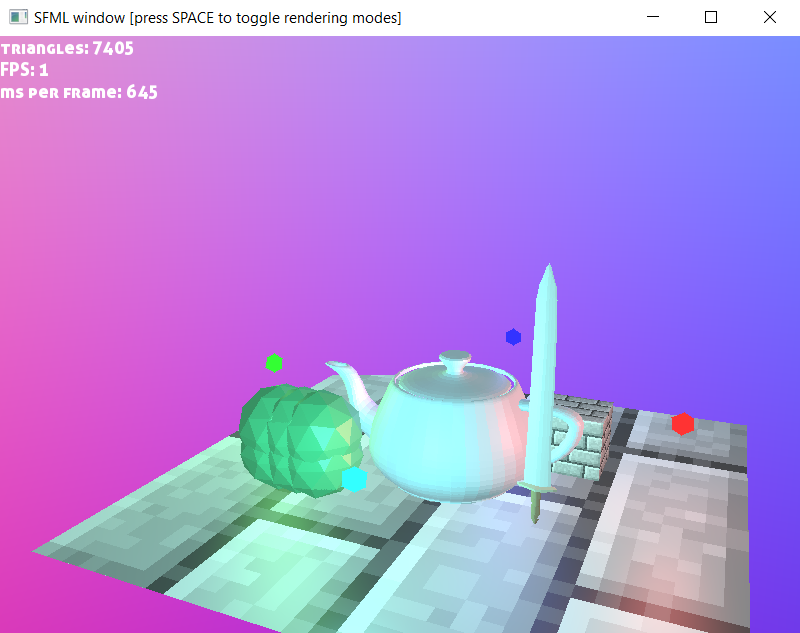 SFML window [press SPACE to toggle rendering modes]
Triangles: 7405
FPS: 1
ms per frame: 645